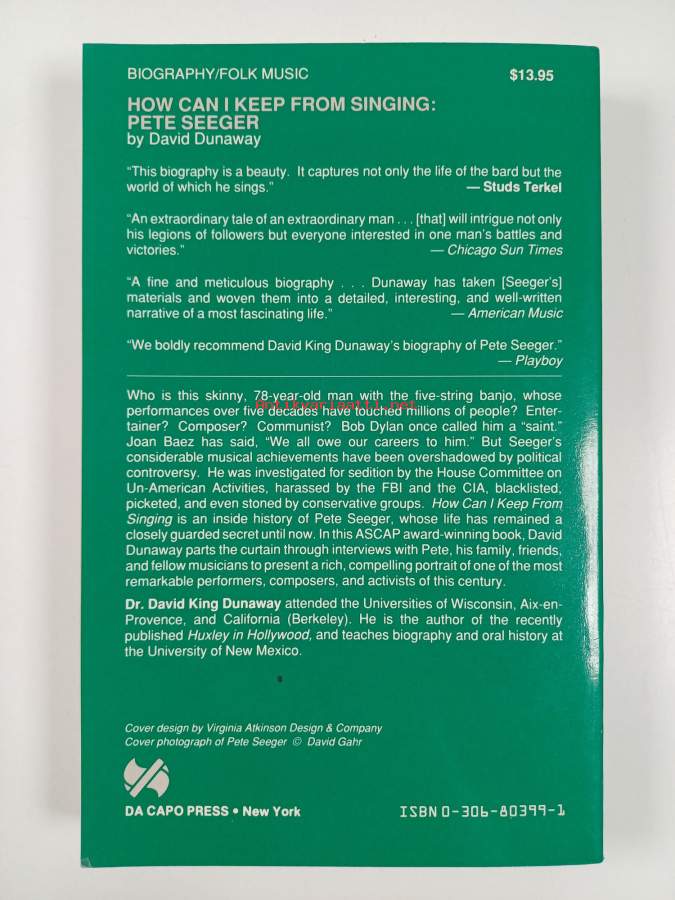 BIOGRAPHY/FOLK MUSIC $13.95
HOW CAN I KEEP FROM SINGING:
PETE SEEGER
by David Dunaway
“This biography is a beauty. It captures not only the life of the bard but the
world of which he sings.” — Studs Terkel
“An extraordinary tale of an extraordinary man . . . [that] will intrigue not only
his legions of followers but everyone interested in one man’s battles and
victories.” — Chicago Sun Times
“A fine and meticulous biography . . . Dunaway has taken [Seeger’s]
materials and woven them into a detailed, interesting, and well-written
narrative of a most fascinating life.” — American Music
“We boldly recommend David King Dunaway’s biography of Pete Seeger.”
— Playboy
Who is this skinny, 78-year-old man with the five-string banjo, whose
Antikvariaatti.net
performances over five decades have touched millions of people? Enter-
tainer? Composer? Communist? Bob Dylan once called him a “saint.”
Joan Baez has said, “We all owe our careers to him.” But Seeger’s
considerable musical achievements have been overshadowed by political
controversy. He was investigated for sedition by the House Committee on
Un-American Activities, harassed by the FBI and the CIA, blacklisted,
picketed, and even stoned by conservative groups. How Can I Keep From
Singing is an inside history of Pete Seeger, whose life has remained a
closely guarded secret until now. In this ASCAP award-winning book, David
Dunaway parts the curtain through interviews with Pete, his family, friends,
and fellow musicians to present a rich, compelling portrait of one of the most
remarkable performers, composers, and activists of this century.
Dr. David King Dunaway attended the Universities of Wisconsin, Aix-en-
Provence, and California (Berkeley). He is the author of the recently
published Huxley in Hollywood, and teaches biography and oral history at
the University of New Mexico.
Cover design by Virginia Atkinson Design & Company
Cover photograph of Pete Seeger © David Gahr
DA CAPO PRESS • New York ISBN 0-306-80399-1